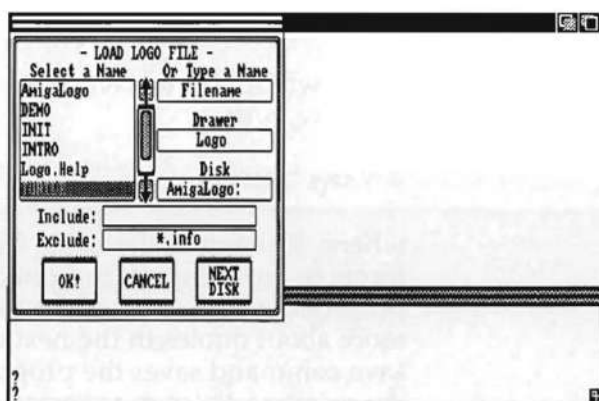 - LOAD LOGO FILE -
Select a Name Or Type a Name
AmigaLogo
DEMO
INIT
INTRO
Logo.Help
Filename
Drawer
Logo
Disk
AmigaLogo:
Include:
Exclude: *.info
OK!
CANCEL
NEXT
DISK
?
?